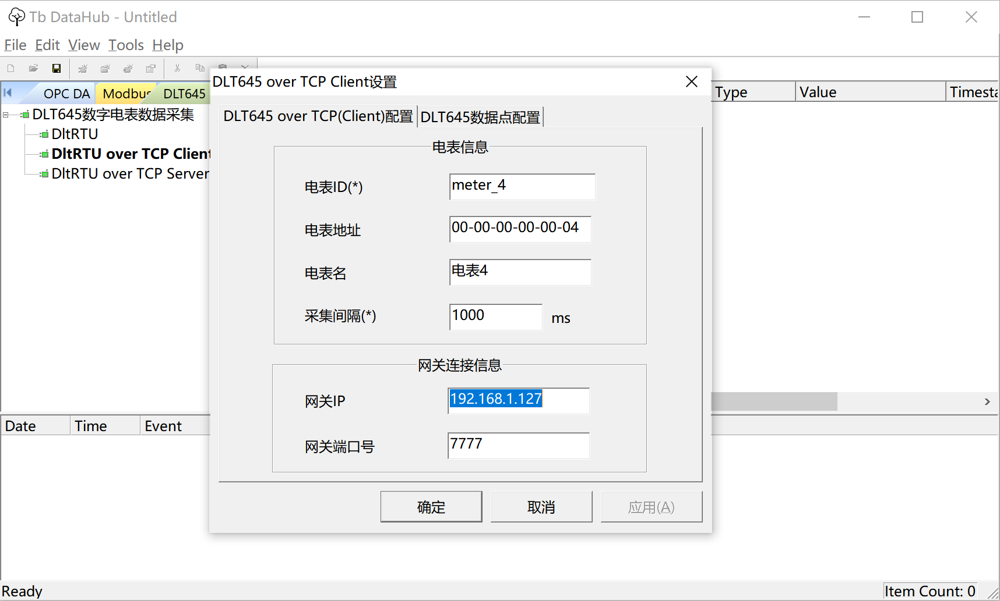 Tb DataHub - Untitled
File Edit View Tools Help
OPC DA Modbus DLT645
DLT645数字电表数据采集
DltRTU
DltRTU over TCP Client
DltRTU over TCP Server
Type Value Timesta
DLT645 over TCP Client设置
DLT645 over TCP(Client)配置 DLT645数据点配置
电表信息
电表ID(*) meter_4
电表地址 00-00-00-00-00-04
电表名 电表4
采集间隔(*) 1000 ms
网关连接信息
网关IP 192.168.1.127
网关端口号 7777
确定 取消 应用(A)
Date Time Event
Ready Item Count: 0